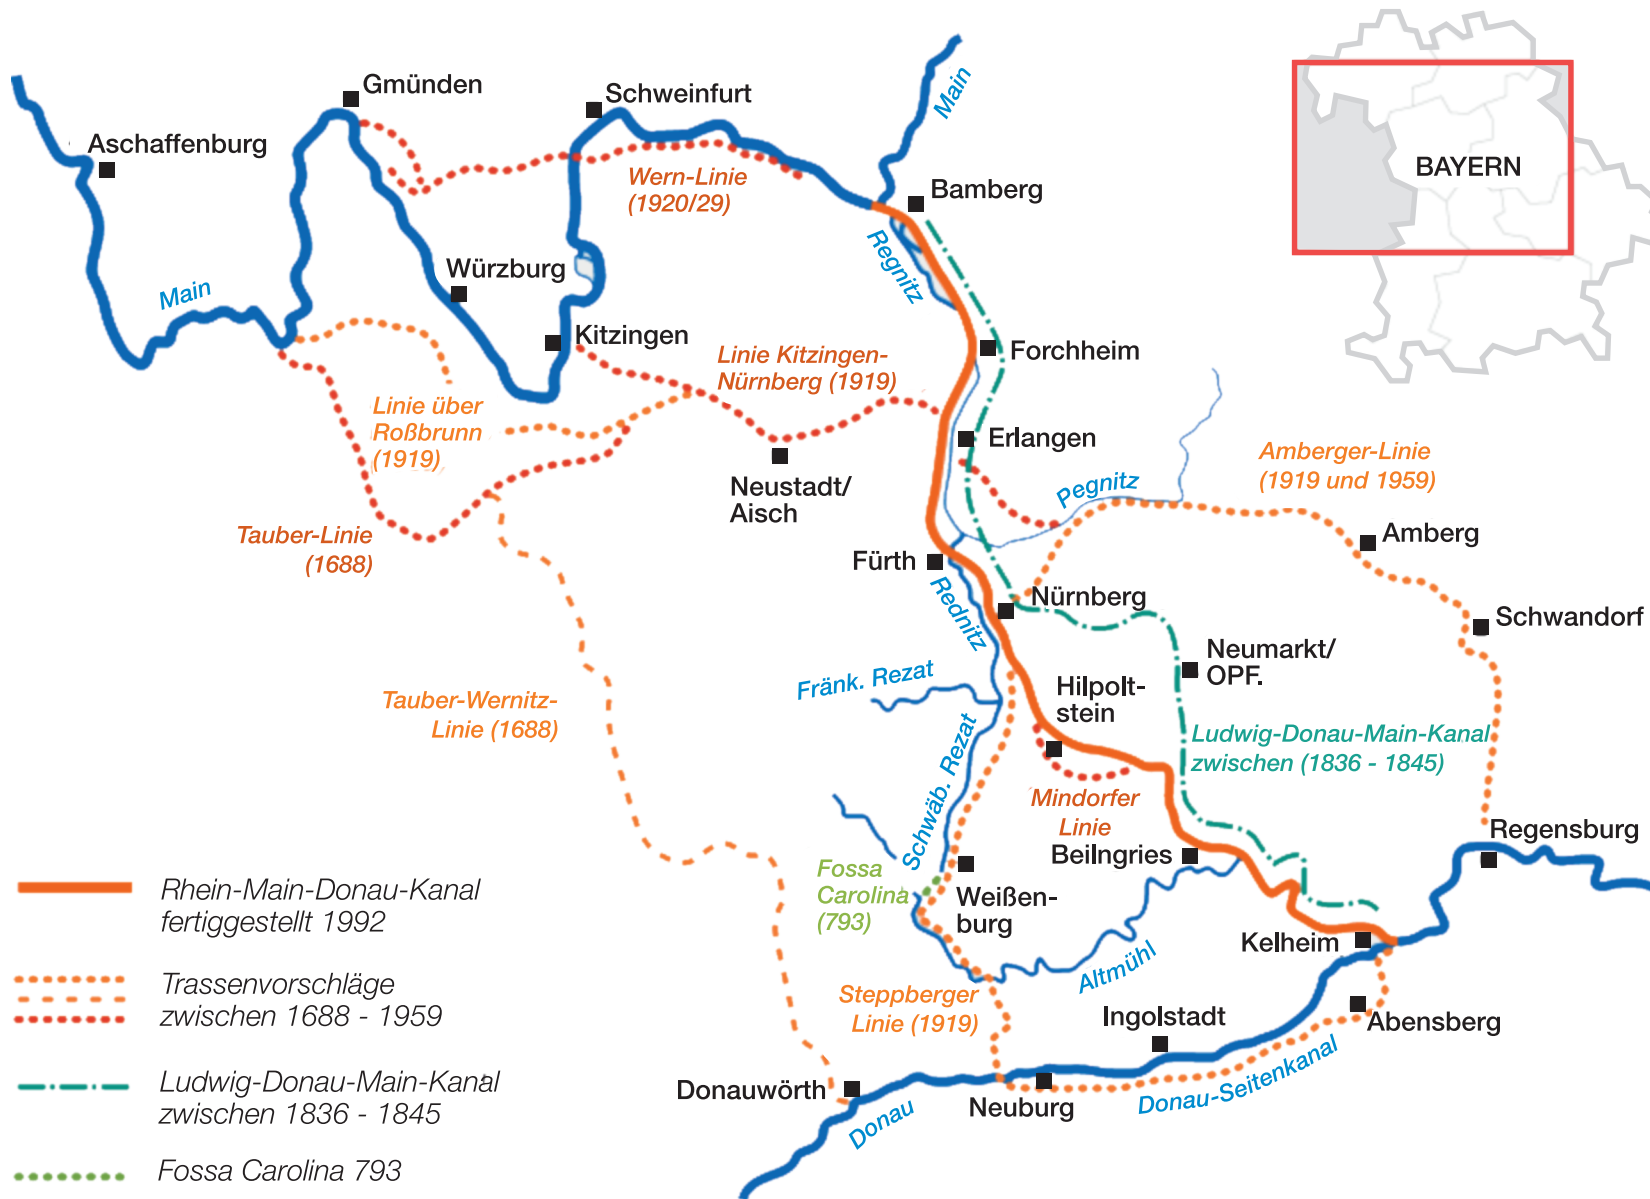 Gmünden
Schweinfurt
Main
Aschaffenburg
BAYERN
Wern-Linie
(1920/29)
Bamberg
Regnitz
Würzburg
Main
Kitzingen
Linie Kitzingen-
Nürnberg (1919)
Forchheim
Linie über
Roßbrunn
(1919)
Erlangen
Amberger-Linie
(1919 und 1959)
Pegnitz
Neustadt/
Aisch
Tauber-Linie
(1688)
Amberg
Fürth
Rednitz
Nürnberg
Schwandorf
Neumarkt/
OPF.
Fränk. Rezat
Hilpolt-
stein
Tauber-Wernitz-
Linie (1688)
Ludwig-Donau-Main-Kanal
zwischen (1836 - 1845)
Schwäb. Rezat
Mindorfer
Linie
Beilngries
Regensburg
Fossa
Carolina
(793)
Weißen-
burg
Rhein-Main-Donau-Kanal
fertiggestellt 1992
Kelheim
Altmühl
Trassenvorschläge
zwischen 1688 - 1959
Steppberger
Linie (1919)
Ingolstadt
Abensberg
Ludwig-Donau-Main-Kanal
zwischen 1836 - 1845
Donauwörth
Donau
Neuburg
Donau-Seitenkanal
Fossa Carolina 793